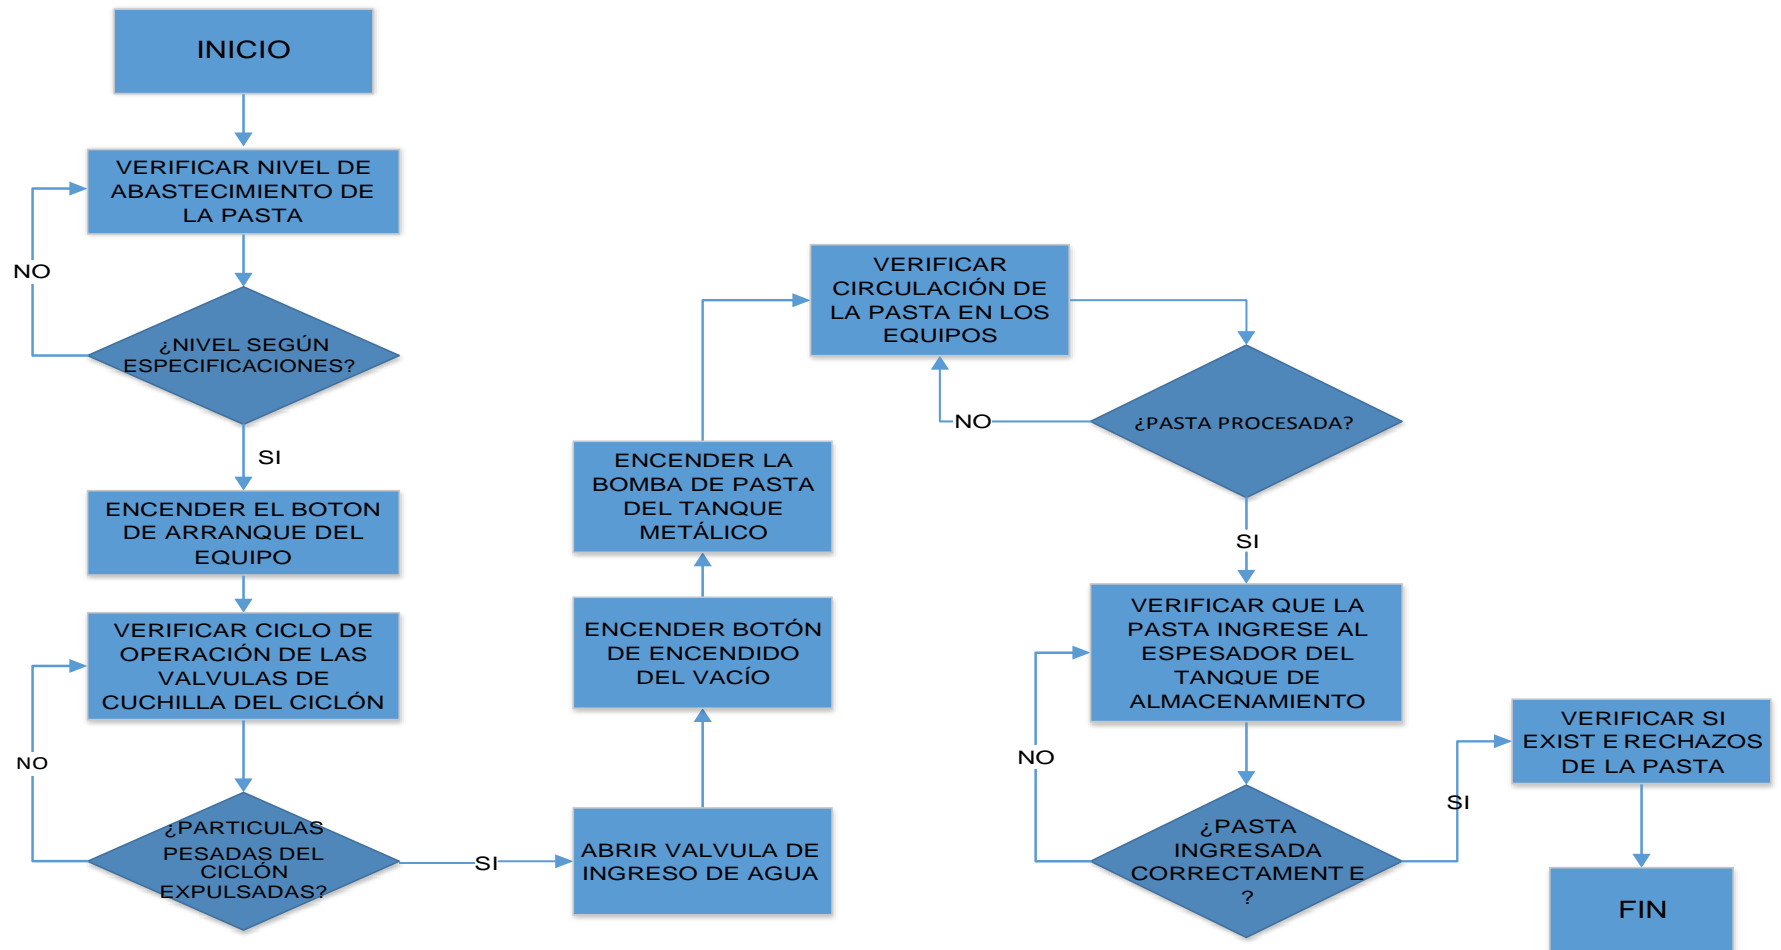 INICIO
VERIFICAR NIVEL DE
ABASTECIMIENTO DE
LA PASTA
NO
¿NIVEL SEGÚN
ESPECIFICACIONES?
SI
ENCENDER EL BOTON
DE ARRANQUE DEL
EQUIPO
VERIFICAR CICLO DE
OPERACIÓN DE LAS
VALVULAS DE
CUCHILLA DEL CICLÓN
NO
¿PARTICULAS
PESADAS DEL
CICLÓN
EXPULSADAS?
SI
ABRIR VALVULA DE
INGRESO DE AGUA
ENCENDER BOTÓN
DE ENCENDIDO
DEL VACÍO
ENCENDER LA
BOMBA DE PASTA
DEL TANQUE
METÁLICO
VERIFICAR
CIRCULACIÓN DE
LA PASTA EN LOS
EQUIPOS
NO
¿PASTA PROCESADA?
SI
VERIFICAR QUE LA
PASTA INGRESE AL
ESPESADOR DEL
TANQUE DE
ALMACENAMIENTO
NO
¿PASTA
INGRESADA
CORRECTAMENT E
?
SI
VERIFICAR SI
EXIST E RECHAZOS
DE LA PASTA
FIN